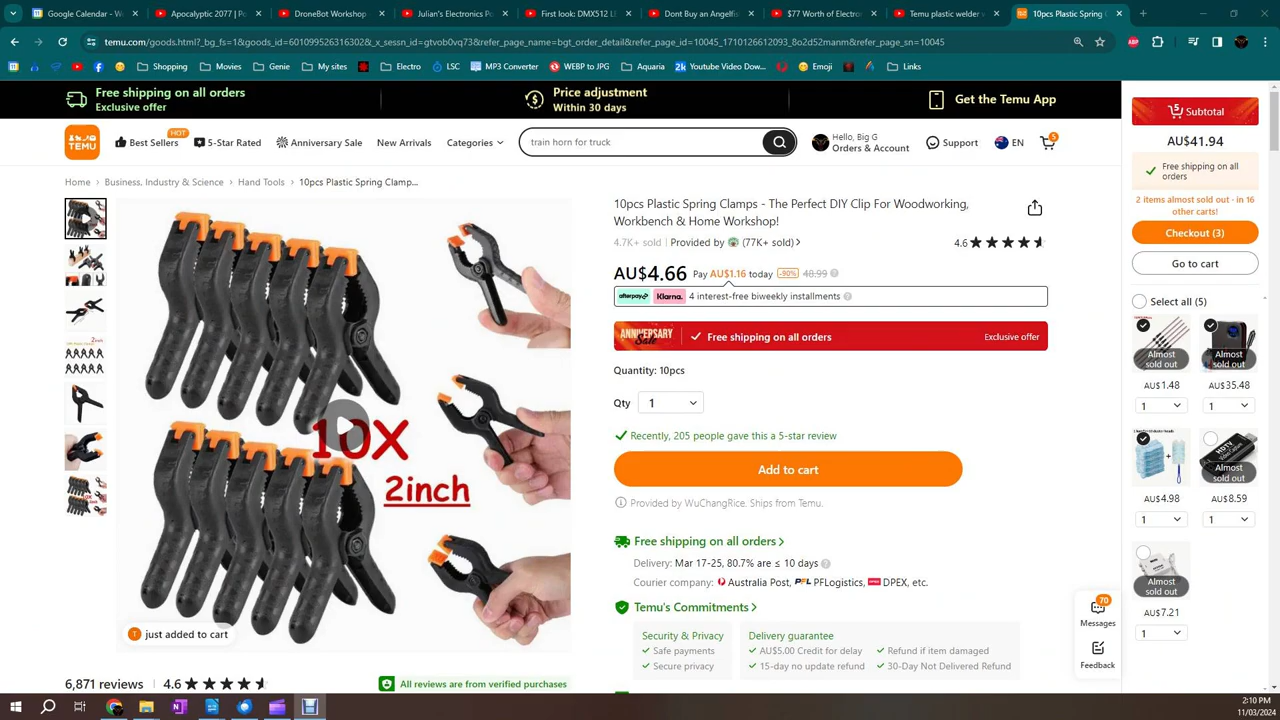 Google Calendar - W
Apocalyptic 2077 | P
DroneBot Workshop
Julian's Electronics P
First look: DMX512 L
Dont Buy an Angelfis
$77 Worth of Electro
Temu plastic welder v
10pcs Plastic Spring C
temu.com/goods.html?_bg_fs=1&goods_id=601099526316302&_x_sessn_id=gtvob0vq73&refer_page_name=bgt_order_detail&refer_page_id=10045_1710126612093_8o2d52manm&refer_page_sn=10045
Shopping
Movies
Genie
My sites
Electro
LSC
MP3 Converter
WEBP to JPG
Aquaria
Youtube Video Dow...
Emoji
Links
Free shipping on all orders
Exclusive offer
Price adjustment
Within 30 days
Get the Temu App
TEMU
Best Sellers
HOT
5-Star Rated
Anniversary Sale
New Arrivals
Categories
train horn for truck
Hello, Big G
Orders & Account
Support
EN
5
Home > Business, Industry & Science > Hand Tools > 10pcs Plastic Spring Clamp...
10X
2inch
just added to cart
6,871 reviews
4.6
All reviews are from verified purchases
10pcs Plastic Spring Clamps - The Perfect DIY Clip For Woodworking,
Workbench & Home Workshop!
4.7K+ sold
Provided by
(77K+ sold) >
4.6
AU$4.66 Pay AU$1.16 today -90% 48.99
afterpay Klarna. 4 interest-free biweekly installments
ANNIVERSARY
Sale
Free shipping on all orders
Exclusive offer
Quantity: 10pcs
Qty
1
Recently, 205 people gave this a 5-star review
Add to cart
Provided by WuChangRice. Ships from Temu.
Free shipping on all orders >
Delivery: Mar 17-25, 80.7% are ≤ 10 days
Courier company: Australia Post, PFL PFLogistics, DPEX, etc.
Temu's Commitments >
Security & Privacy
Safe payments
Secure privacy
Delivery guarantee
AU$5.00 Credit for delay
Refund if item damaged
15-day no update refund
30-Day Not Delivered Refund
70
Messages
Feedback
Subtotal
AU$41.94
Free shipping on all
orders
2 items almost sold out - in 16
other carts!
Checkout (3)
Go to cart
Select all (5)
Almost
sold out
AU$1.48
1
Almost
sold out
AU$35.48
1
AU$4.98
1
Almost
sold out
AU$8.59
1
Almost
sold out
AU$7.21
1
2:10 PM
11/03/2024